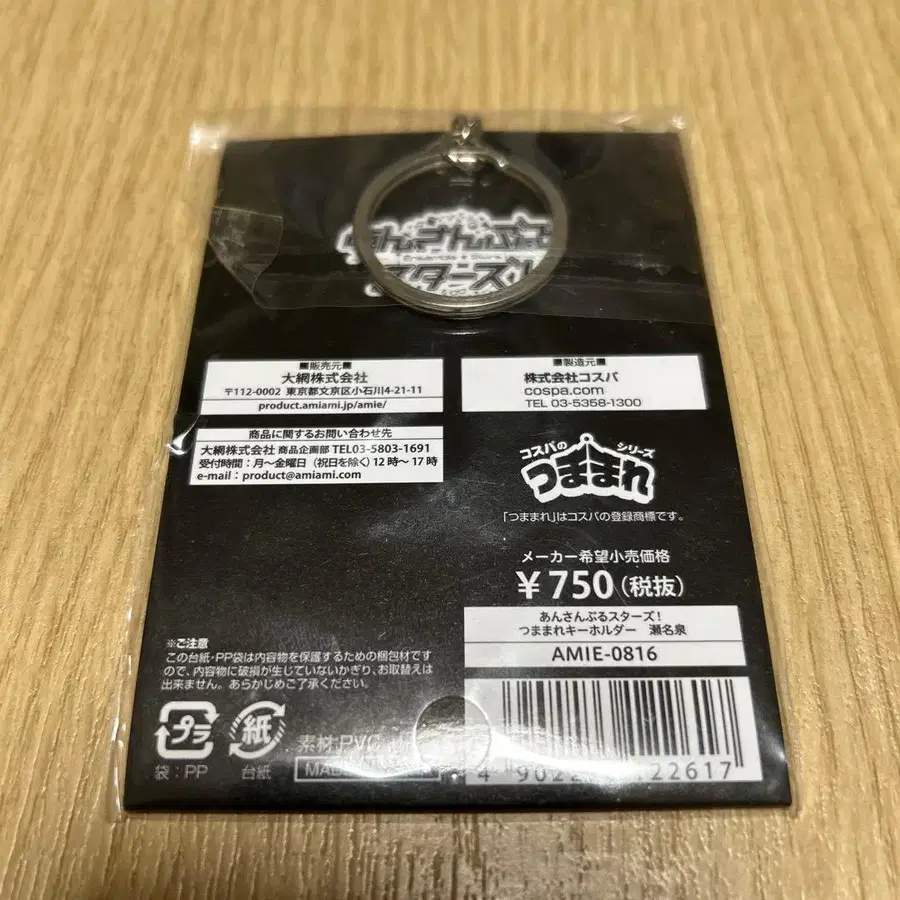 あんさんぶる
スターズ!
■販売元■
大網株式会社
〒112-0002 東京都文京区小石川4-21-11
product.amiami.jp/amie/
■製造元■
株式会社コスパ
cospa.com
TEL 03-5358-1300
商品に関するお問い合わせ先
大網株式会社 商品企画部 TEL03-5803-1691
受付時間:月〜金曜日(祝日を除く)12時〜17時
e-mail:product@amiami.com
コスパの
つままれ
シリーズ
「つままれ」はコスパの登録商標です。
メーカー希望小売価格
¥750(税抜)
あんさんぶるスターズ!
つままれキーホルダー 瀬名泉
AMIE-0816
※ご注意
この台紙・PP袋は内容物を保護するための梱包材です
ので、内容物に破損が生じていないかぎり、お取替えは
出来ません。あらかじめご了承ください。
プラ
紙
袋:PP
台紙
素材:PVC
4 9022 22617